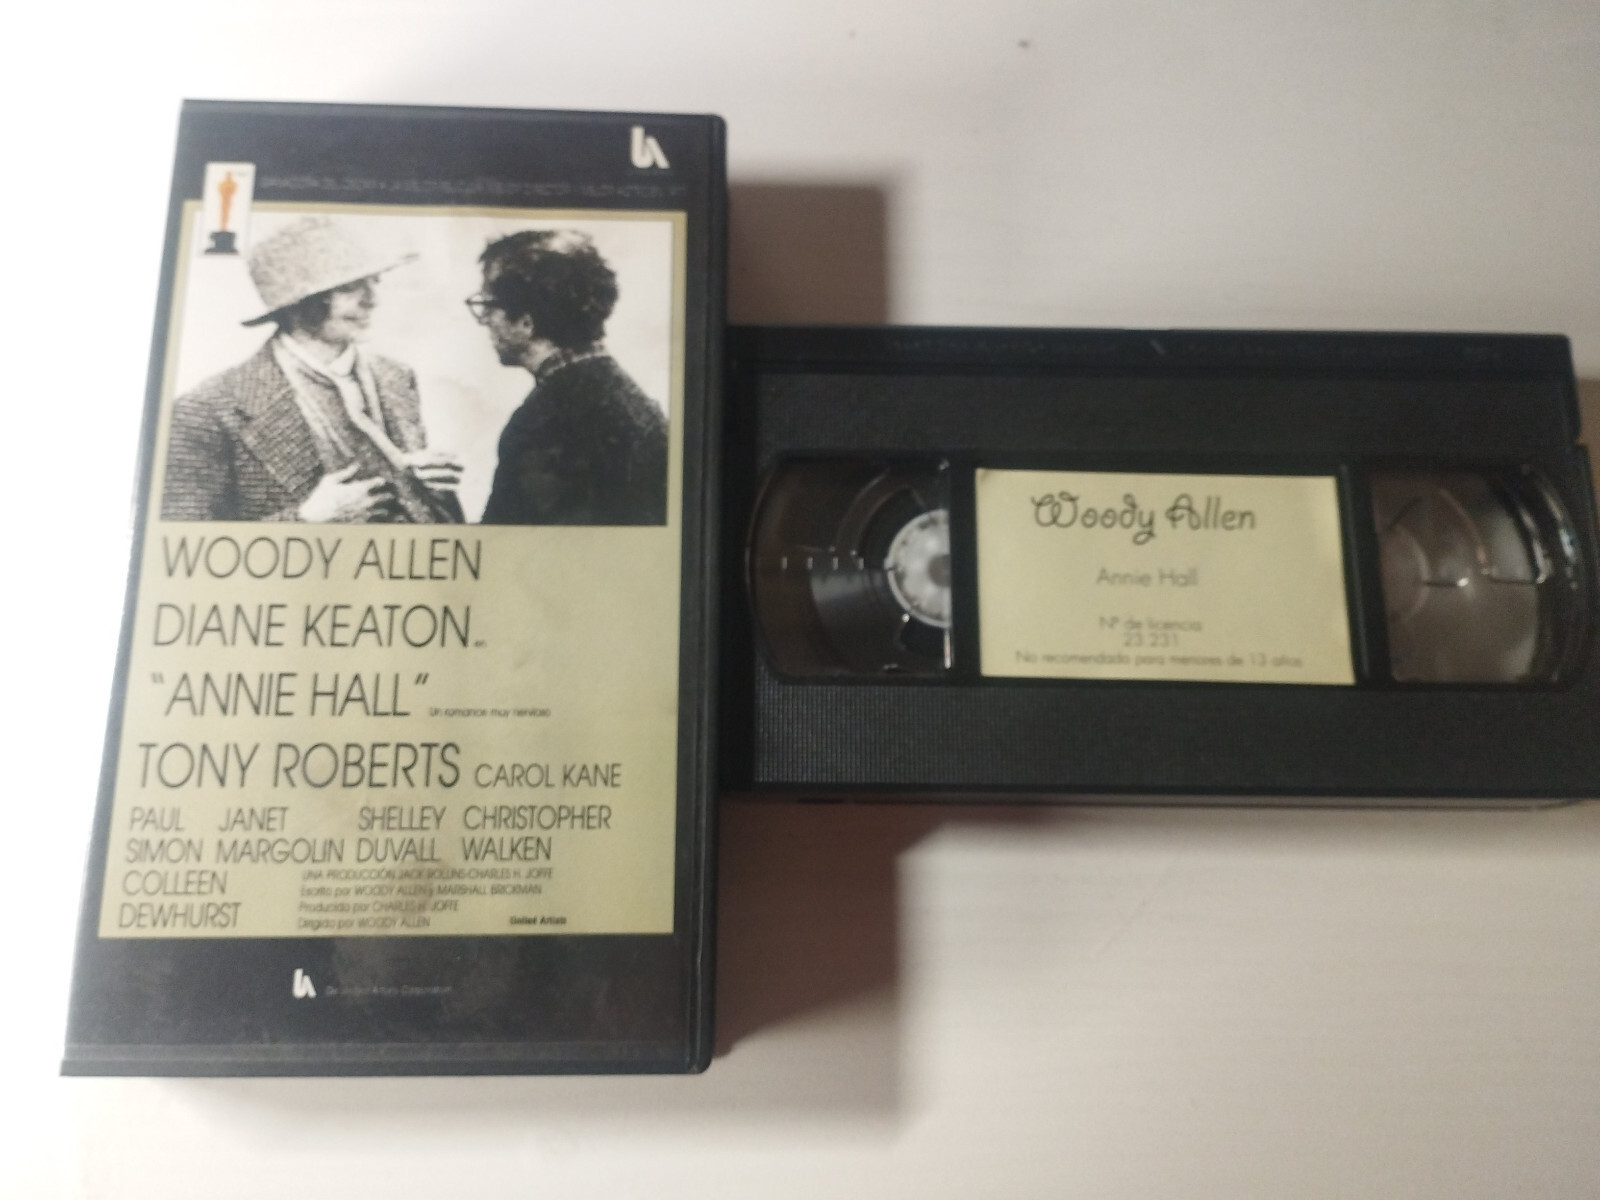 WOODY ALLEN
DIANE KEATON en
"ANNIE HALL" Un romance muy nervioso
TONY ROBERTS CAROL KANE
PAUL JANET SHELLEY CHRISTOPHER
SIMON MARGOLIN DUVALL WALKEN
COLLEEN
DEWHURST
UNA PRODUCCIÓN JACK ROLLINS-CHARLES H. JOFFE
Escrito por WOODY ALLEN y MARSHALL BRICKMAN
Producido por CHARLES H. JOFFE
Dirigido por WOODY ALLEN United Artists
Woody Allen
Annie Hall
Nº de licencia
23 231
No recomendado para menores de 13 años